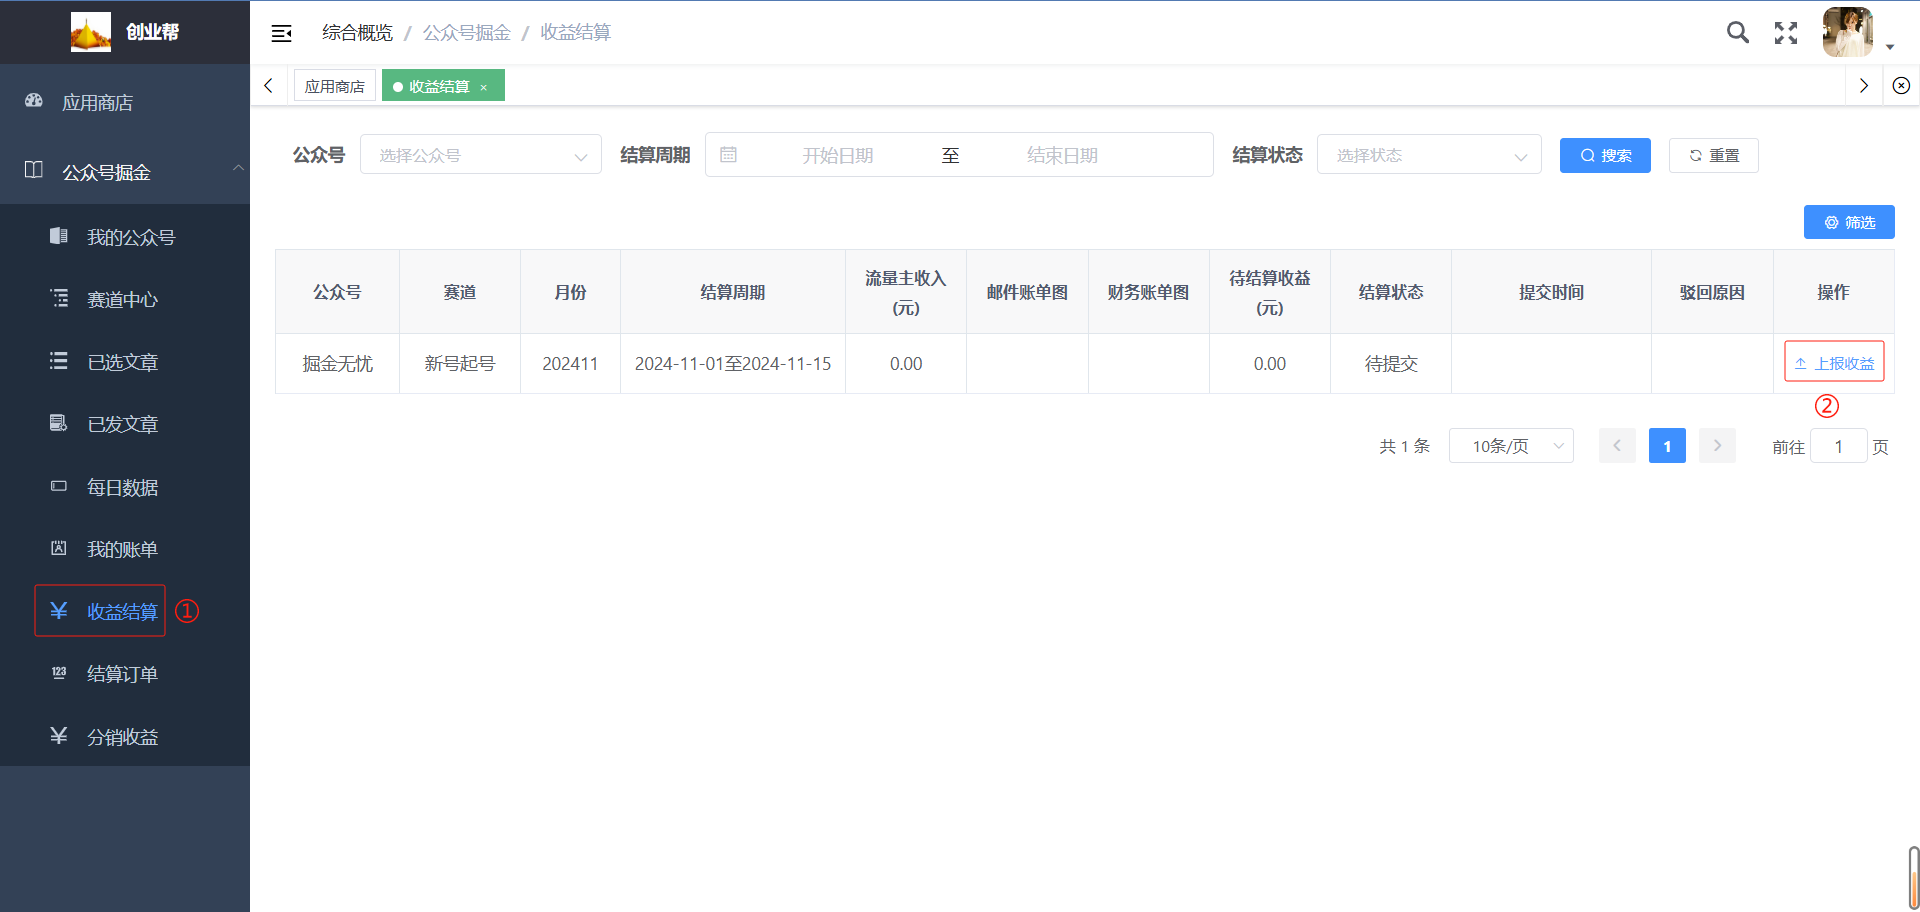 创业帮
综合概览 / 公众号掘金 / 收益结算
应用商店
收益结算 ×
应用商店
公众号掘金
我的公众号
赛道中心
已选文章
已发文章
每日数据
我的账单
收益结算 ①
结算订单
分销收益
公众号 选择公众号 结算周期 开始日期 至 结束日期 结算状态 选择状态 搜索 重置
筛选
公众号 赛道 月份 结算周期 流量主收入(元) 邮件账单图 财务账单图 待结算收益(元) 结算状态 提交时间 驳回原因 操作
掘金无忧 新号起号 202411 2024-11-01至2024-11-15 0.00 0.00 待提交 上报收益
②
共 1 条 10条/页 1 前往 1 页